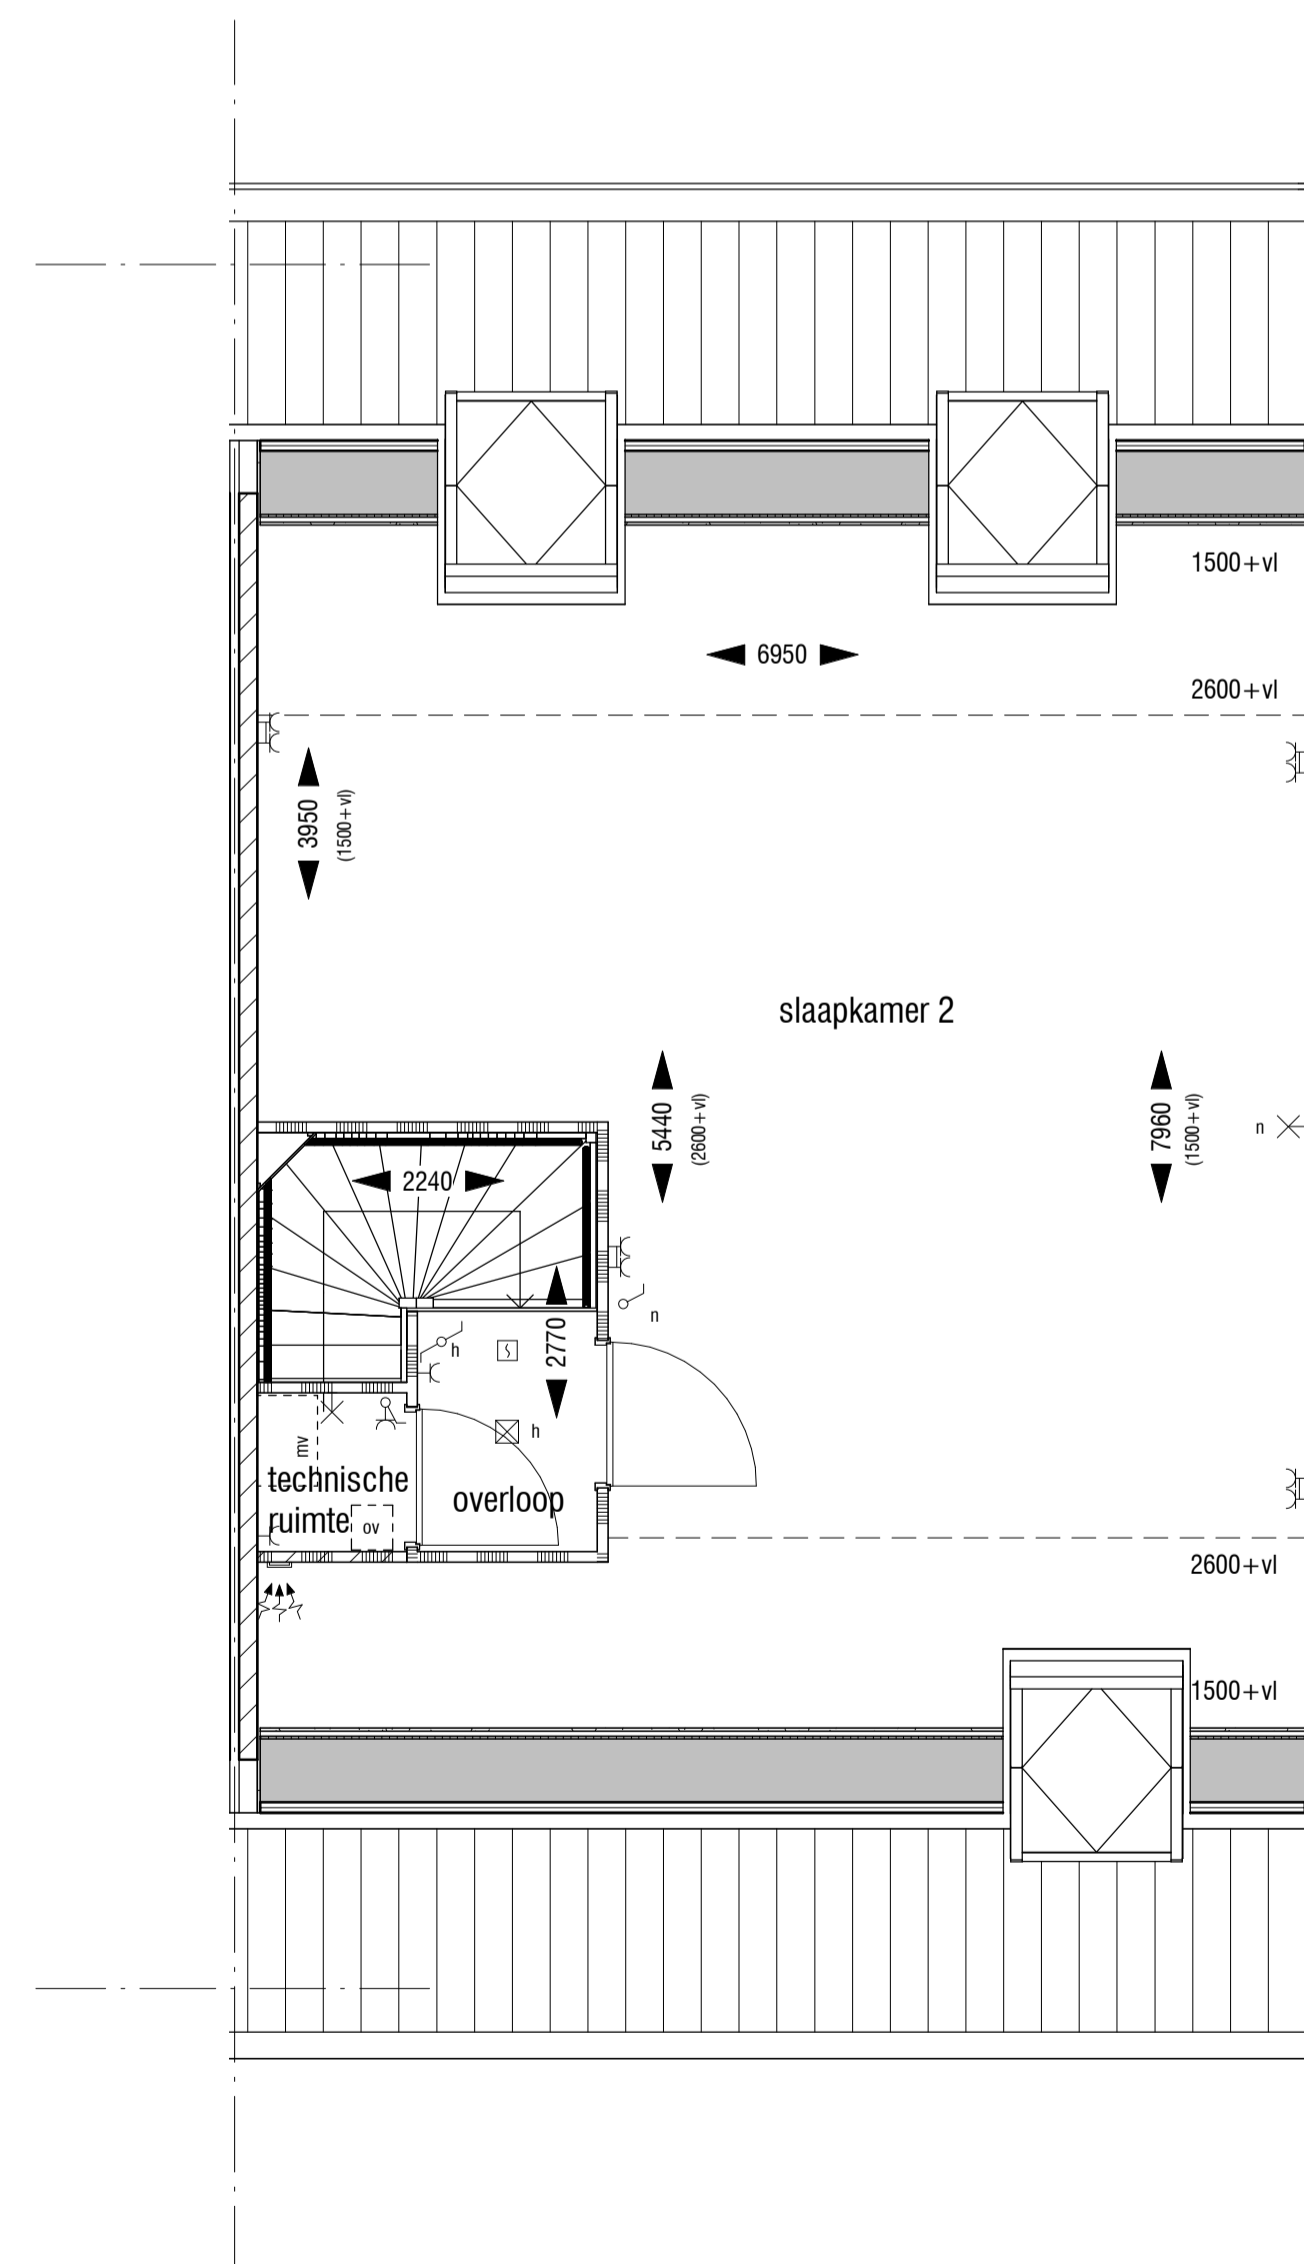 1500+vl
6950
2600+vl
3950
(1500+vl)
slaapkamer 2
5440
(2600+vl)
7960
(1500+vl)
n
2240
n
2770
h
h
mv
technische
ruimte
ov
overloop
2600+vl
1500+vl